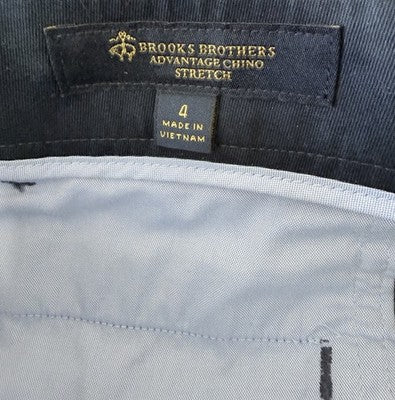 BROOKS BROTHERS
ADVANTAGE CHINO
STRETCH
4
MADE IN
VIETNAM